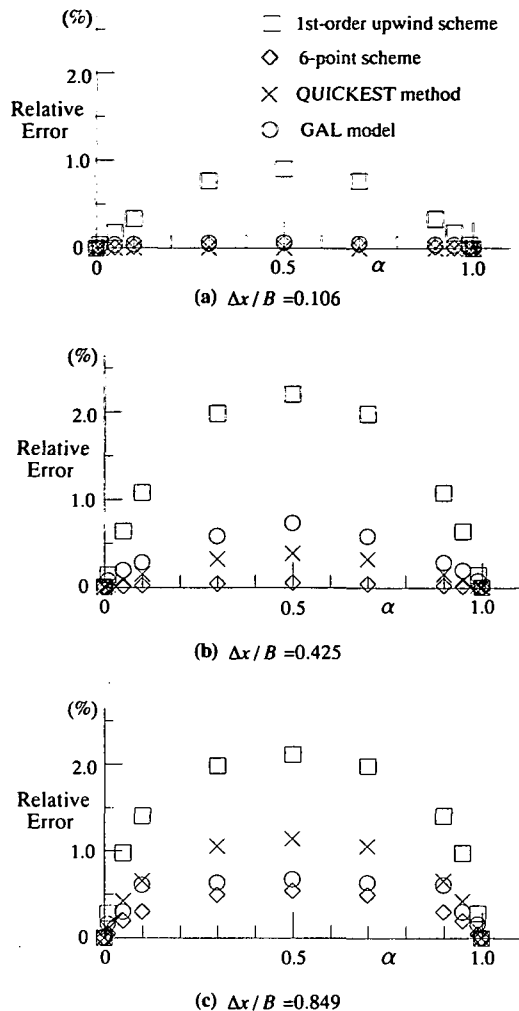 (%)
2.0
Relative
Error
1.0
0
0
0.5
α
1.0
□ 1st-order upwind scheme
◇ 6-point scheme
× QUICKEST method
○ GAL model
(a) Δx/B =0.106
(%)
2.0
Relative
Error
1.0
0
0
0.5
α
1.0
(b) Δx/B =0.425
(%)
2.0
Relative
Error
1.0
0
0
0.5
α
1.0
(c) Δx/B =0.849